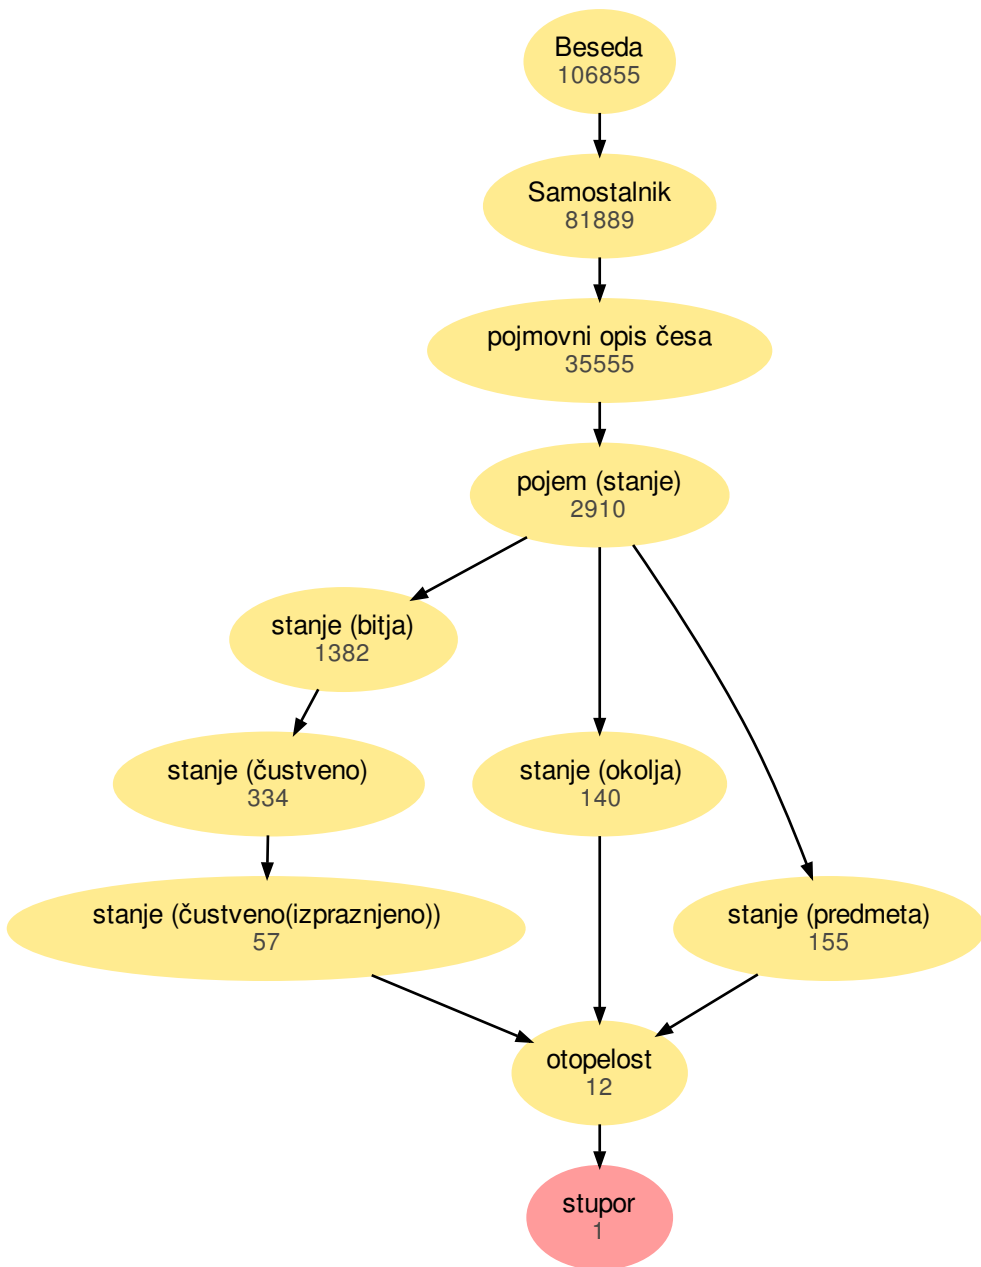 Beseda
106855
Samostalnik
81889
pojmovni opis česa
35555
pojem (stanje)
2910
stanje (bitja)
1382
stanje (čustveno)
334
stanje (okolja)
140
stanje (čustveno(izpraznjeno))
57
stanje (predmeta)
155
otopelost
12
stupor
1